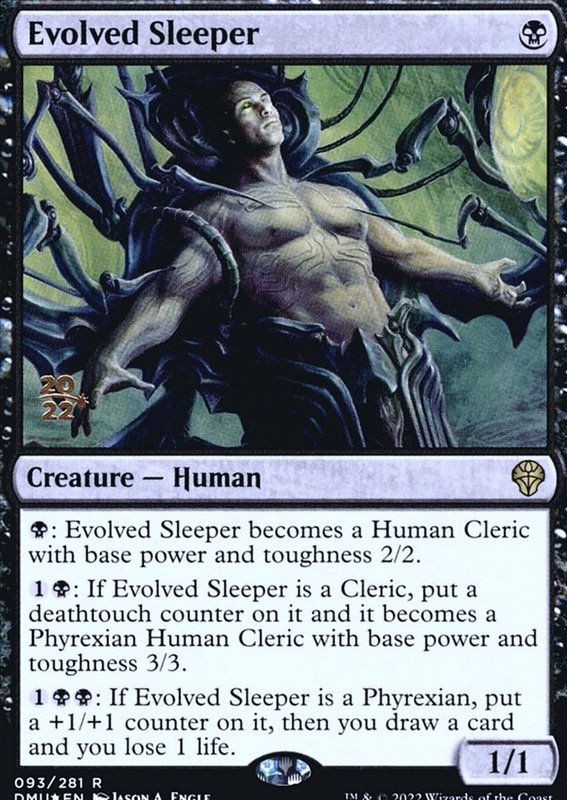 Evolved Sleeper
20
22
Creature — Human
: Evolved Sleeper becomes a Human Cleric
with base power and toughness 2/2.
1 : If Evolved Sleeper is a Cleric, put a
deathtouch counter on it and it becomes a
Phyrexian Human Cleric with base power and
toughness 3/3.
1 : If Evolved Sleeper is a Phyrexian, put
a +1/+1 counter on it, then you draw a card
and you lose 1 life.
1/1
093/281 R
DMU★EN Jason A. Engle
™ & © 2022 Wizards of the Coast